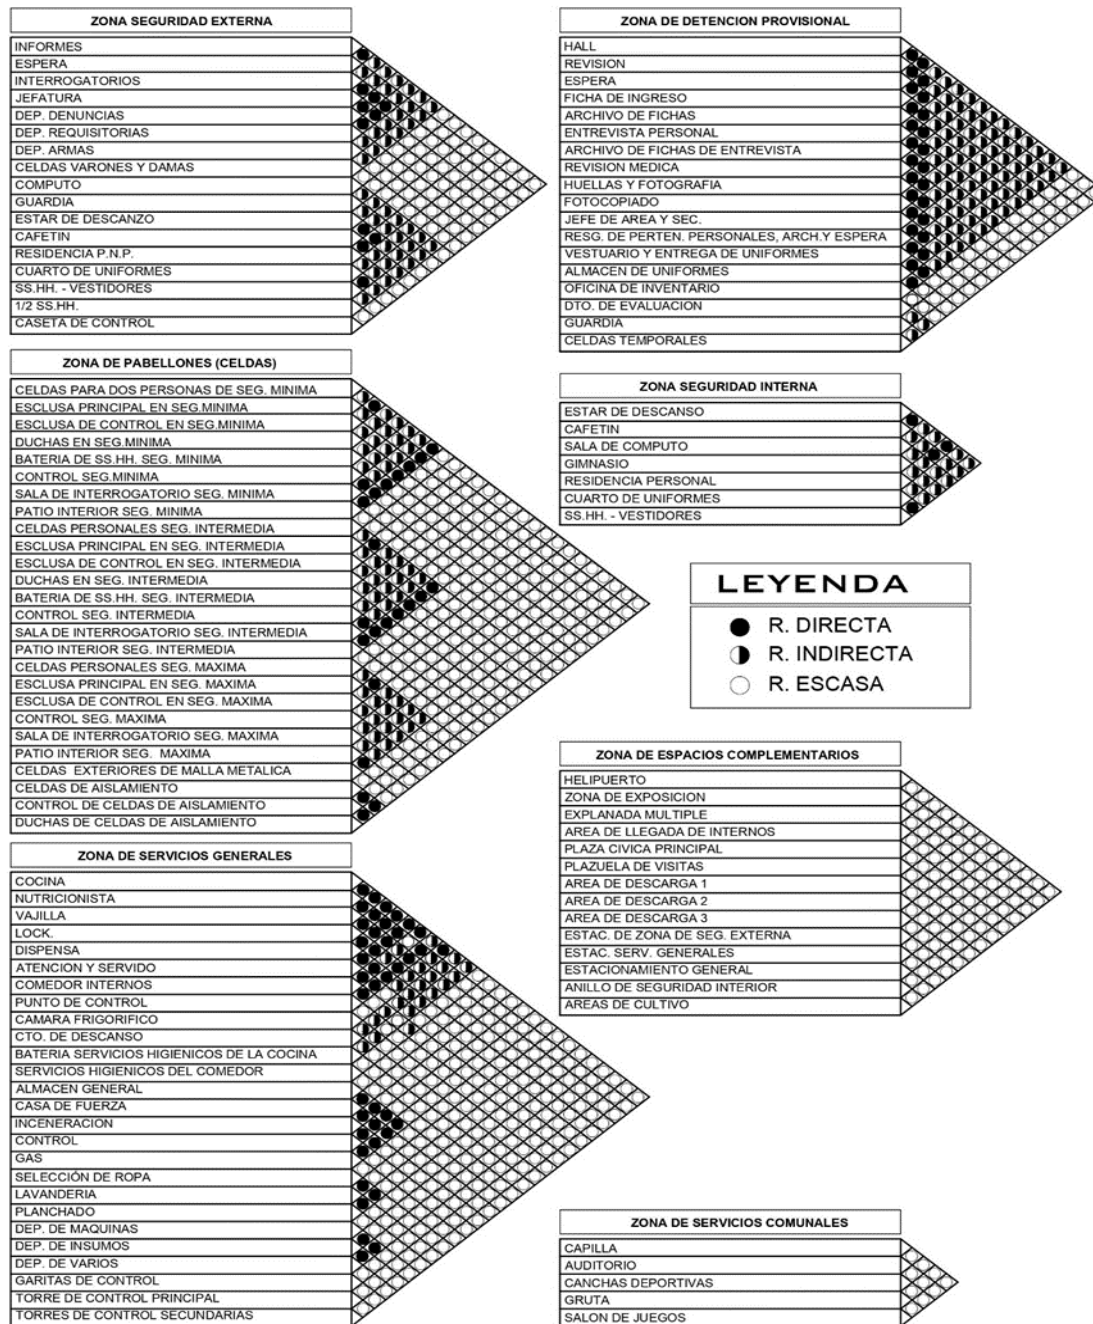 ZONA SEGURIDAD EXTERNA
INFORMES
ESPERA
INTERROGATORIOS
JEFATURA
DEP. DENUNCIAS
DEP. REQUISITORIAS
DEP. ARMAS
CELDAS VARONES Y DAMAS
COMPUTO
GUARDIA
ESTAR DE DESCANZO
CAFETIN
RESIDENCIA P.N.P.
CUARTO DE UNIFORMES
SS.HH. - VESTIDORES
1/2 SS.HH.
CASETA DE CONTROL
ZONA DE PABELLONES (CELDAS)
CELDAS PARA DOS PERSONAS DE SEG. MINIMA
ESCLUSA PRINCIPAL EN SEG.MINIMA
ESCLUSA DE CONTROL EN SEG.MINIMA
DUCHAS EN SEG.MINIMA
BATERIA DE SS.HH. SEG. MINIMA
CONTROL SEG.MINIMA
SALA DE INTERROGATORIO SEG. MINIMA
PATIO INTERIOR SEG. MINIMA
CELDAS PERSONALES SEG. INTERMEDIA
ESCLUSA PRINCIPAL EN SEG. INTERMEDIA
ESCLUSA DE CONTROL EN SEG. INTERMEDIA
DUCHAS EN SEG. INTERMEDIA
BATERIA DE SS.HH. SEG. INTERMEDIA
CONTROL SEG. INTERMEDIA
SALA DE INTERROGATORIO SEG. INTERMEDIA
PATIO INTERIOR SEG. INTERMEDIA
CELDAS PERSONALES SEG. MAXIMA
ESCLUSA PRINCIPAL EN SEG. MAXIMA
ESCLUSA DE CONTROL EN SEG. MAXIMA
CONTROL SEG. MAXIMA
SALA DE INTERROGATORIO SEG. MAXIMA
PATIO INTERIOR SEG. MAXIMA
CELDAS EXTERIORES DE MALLA METALICA
CELDAS DE AISLAMIENTO
CONTROL DE CELDAS DE AISLAMIENTO
DUCHAS DE CELDAS DE AISLAMIENTO
ZONA DE SERVICIOS GENERALES
COCINA
NUTRICIONISTA
VAJILLA
LOCK.
DISPENSA
ATENCION Y SERVIDO
COMEDOR INTERNOS
PUNTO DE CONTROL
CAMARA FRIGORIFICO
CTO. DE DESCANSO
BATERIA SERVICIOS HIGIENICOS DE LA COCINA
SERVICIOS HIGIENICOS DEL COMEDOR
ALMACEN GENERAL
CASA DE FUERZA
INCENERACION
CONTROL
GAS
SELECCIÓN DE ROPA
LAVANDERIA
PLANCHADO
DEP. DE MAQUINAS
DEP. DE INSUMOS
DEP. DE VARIOS
GARITAS DE CONTROL
TORRE DE CONTROL PRINCIPAL
TORRES DE CONTROL SECUNDARIAS
ZONA DE DETENCION PROVISIONAL
HALL
REVISION
ESPERA
FICHA DE INGRESO
ARCHIVO DE FICHAS
ENTREVISTA PERSONAL
ARCHIVO DE FICHAS DE ENTREVISTA
REVISION MEDICA
HUELLAS Y FOTOGRAFIA
FOTOCOPIADO
JEFE DE AREA Y SEC.
RESG. DE PERTEN. PERSONALES, ARCH.Y ESPERA
VESTUARIO Y ENTREGA DE UNIFORMES
ALMACEN DE UNIFORMES
OFICINA DE INVENTARIO
DTO. DE EVALUACION
GUARDIA
CELDAS TEMPORALES
ZONA SEGURIDAD INTERNA
ESTAR DE DESCANSO
CAFETIN
SALA DE COMPUTO
GIMNASIO
RESIDENCIA PERSONAL
CUARTO DE UNIFORMES
SS.HH. - VESTIDORES
LEYENDA
R. DIRECTA
R. INDIRECTA
R. ESCASA
ZONA DE ESPACIOS COMPLEMENTARIOS
HELIPUERTO
ZONA DE EXPOSICION
EXPLANADA MULTIPLE
AREA DE LLEGADA DE INTERNOS
PLAZA CIVICA PRINCIPAL
PLAZUELA DE VISITAS
AREA DE DESCARGA 1
AREA DE DESCARGA 2
AREA DE DESCARGA 3
ESTAC. DE ZONA DE SEG. EXTERNA
ESTAC. SERV. GENERALES
ESTACIONAMIENTO GENERAL
ANILLO DE SEGURIDAD INTERIOR
AREAS DE CULTIVO
ZONA DE SERVICIOS COMUNALES
CAPILLA
AUDITORIO
CANCHAS DEPORTIVAS
GRUTA
SALON DE JUEGOS